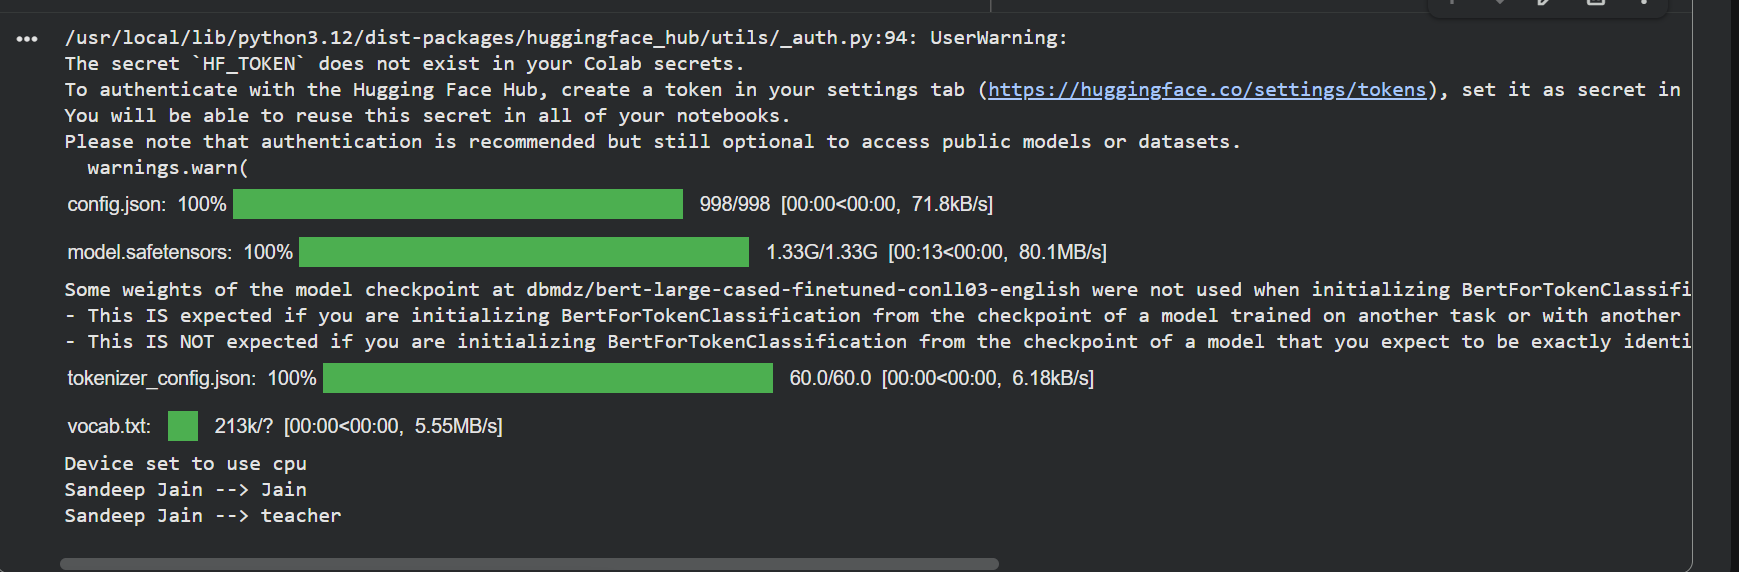 /usr/local/lib/python3.12/dist-packages/huggingface_hub/utils/_auth.py:94: UserWarning:
The secret `HF_TOKEN` does not exist in your Colab secrets.
To authenticate with the Hugging Face Hub, create a token in your settings tab (https://huggingface.co/settings/tokens), set it as secret in
You will be able to reuse this secret in all of your notebooks.
Please note that authentication is recommended but still optional to access public models or datasets.
  warnings.warn(
config.json: 100% 998/998 [00:00<00:00, 71.8kB/s]
model.safetensors: 100% 1.33G/1.33G [00:13<00:00, 80.1MB/s]
Some weights of the model checkpoint at dbmdz/bert-large-cased-finetuned-conll03-english were not used when initializing BertForTokenClassifi
- This IS expected if you are initializing BertForTokenClassification from the checkpoint of a model trained on another task or with another
- This IS NOT expected if you are initializing BertForTokenClassification from the checkpoint of a model that you expect to be exactly identi
tokenizer_config.json: 100% 60.0/60.0 [00:00<00:00, 6.18kB/s]
vocab.txt: 213k/? [00:00<00:00, 5.55MB/s]
Device set to use cpu
Sandeep Jain --> Jain
Sandeep Jain --> teacher